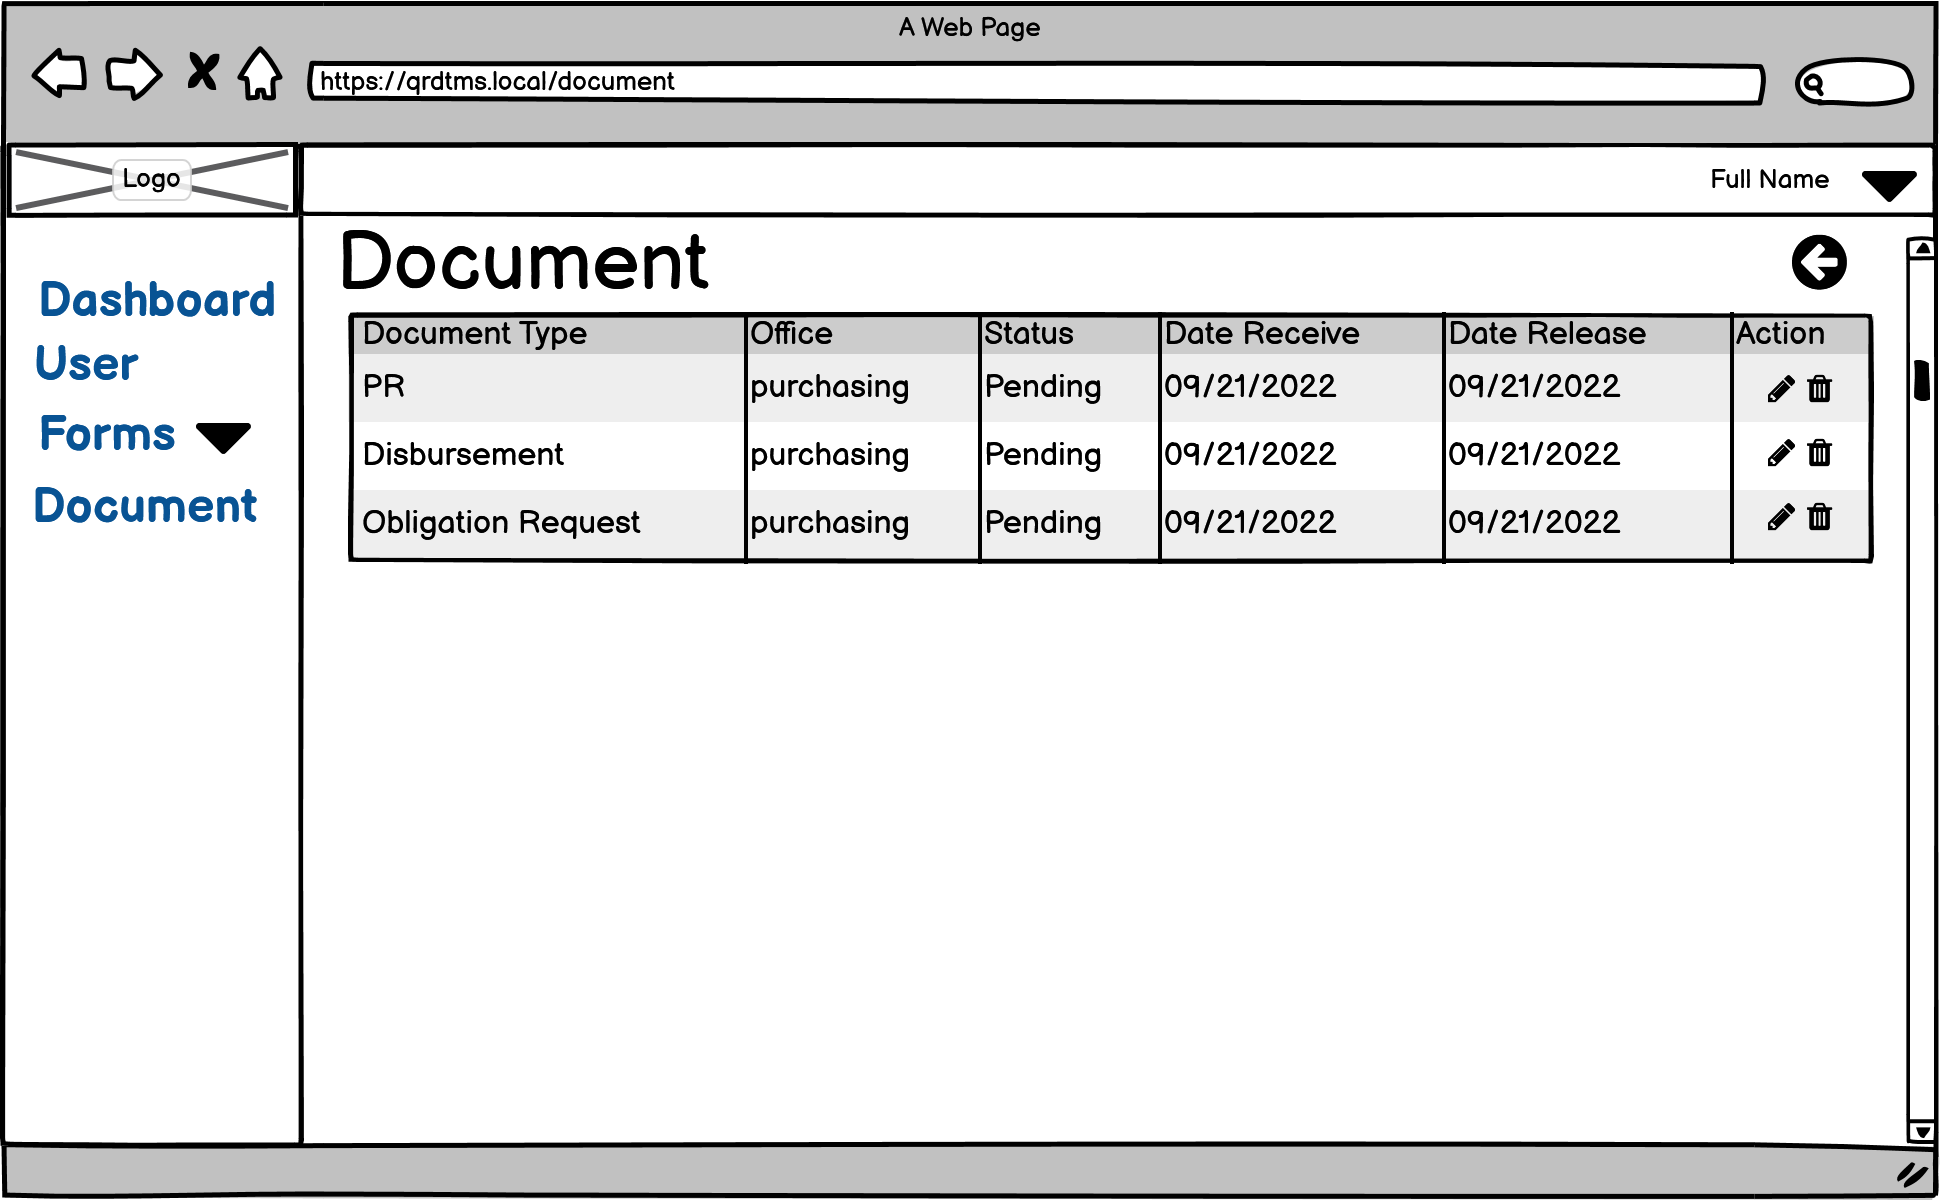 A Web Page
https://qrdtms.local/document
Logo
Full Name
Dashboard
User
Forms
Document
Document
Document Type Office Status Date Receive Date Release Action
PR purchasing Pending 09/21/2022 09/21/2022
Disbursement purchasing Pending 09/21/2022 09/21/2022
Obligation Request purchasing Pending 09/21/2022 09/21/2022